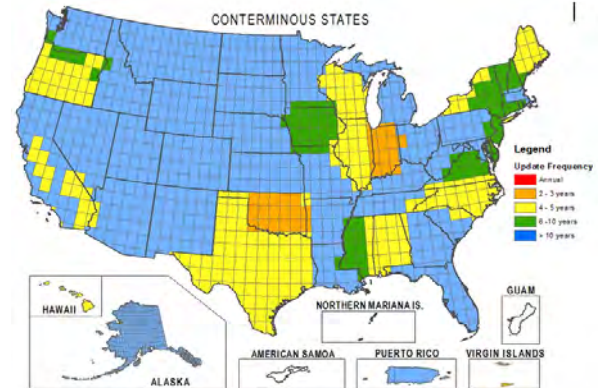 CONTERMINOUS STATES
Legend
Update Frequency
Annual
2 - 3 years
4 - 5 years
6 -10 years
+ 10 years
HAWAII
ALASKA
NORTHERN MARIANA IS.
GUAM
AMERICAN SAMOA
PUERTO RICO
VIRGIN ISLANDS